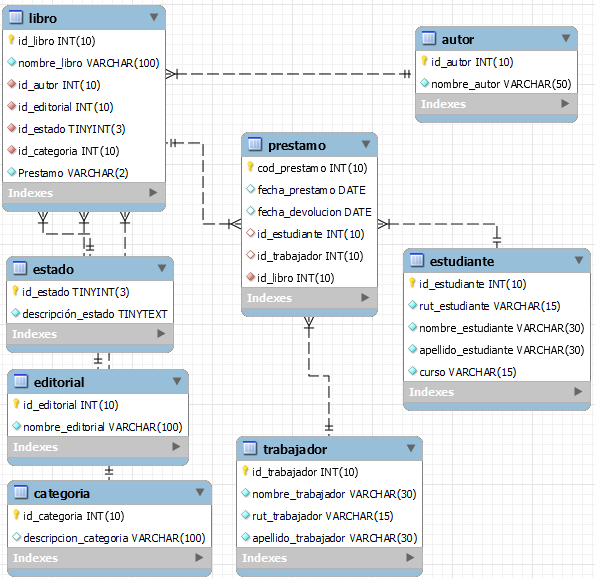 libro
id_libro INT(10)
nombre_libro VARCHAR(100)
id_autor INT(10)
id_editorial INT(10)
id_estado TINYINT(3)
id_categoria INT(10)
Prestamo VARCHAR(2)
Indexes
autor
id_autor INT(10)
nombre_autor VARCHAR(50)
Indexes
prestamo
cod_prestamo INT(10)
fecha_prestamo DATE
fecha_devolucion DATE
id_estudiante INT(10)
id_trabajador INT(10)
id_libro INT(10)
Indexes
estado
id_estado TINYINT(3)
descripción_estado TINYTEXT
Indexes
estudiante
id_estudiante INT(10)
rut_estudiante VARCHAR(15)
nombre_estudiante VARCHAR(30)
apellido_estudiante VARCHAR(30)
curso VARCHAR(15)
Indexes
editorial
id_editorial INT(10)
nombre_editorial VARCHAR(100)
Indexes
trabajador
id_trabajador INT(10)
nombre_trabajador VARCHAR(30)
rut_trabajador VARCHAR(15)
apellido_trabajador VARCHAR(30)
Indexes
categoria
id_categoria INT(10)
descripcion_categoria VARCHAR(100)
Indexes